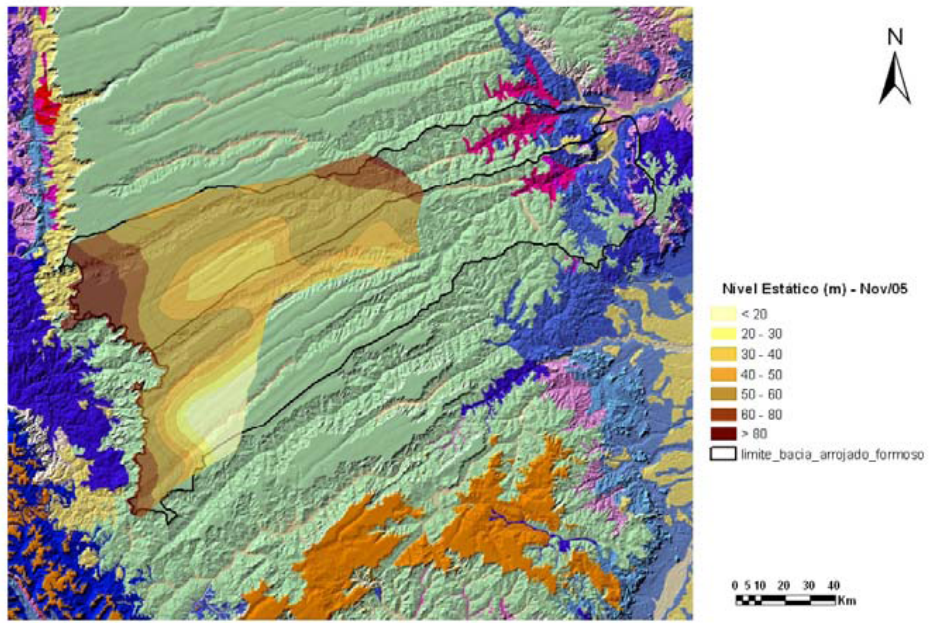 N
Nível Estático (m) - Nov/05
< 20
20 - 30
30 - 40
40 - 50
50 - 60
60 - 80
> 80
limite_bacia_arrojado_formoso
0 5 10 20 30 40
Km